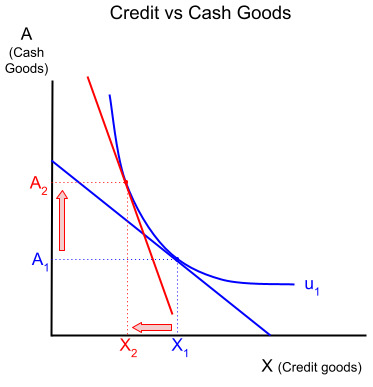 Credit vs Cash Goods
A
(Cash
Goods)
A2
A1
u1
X2 X1
X (Credit goods)